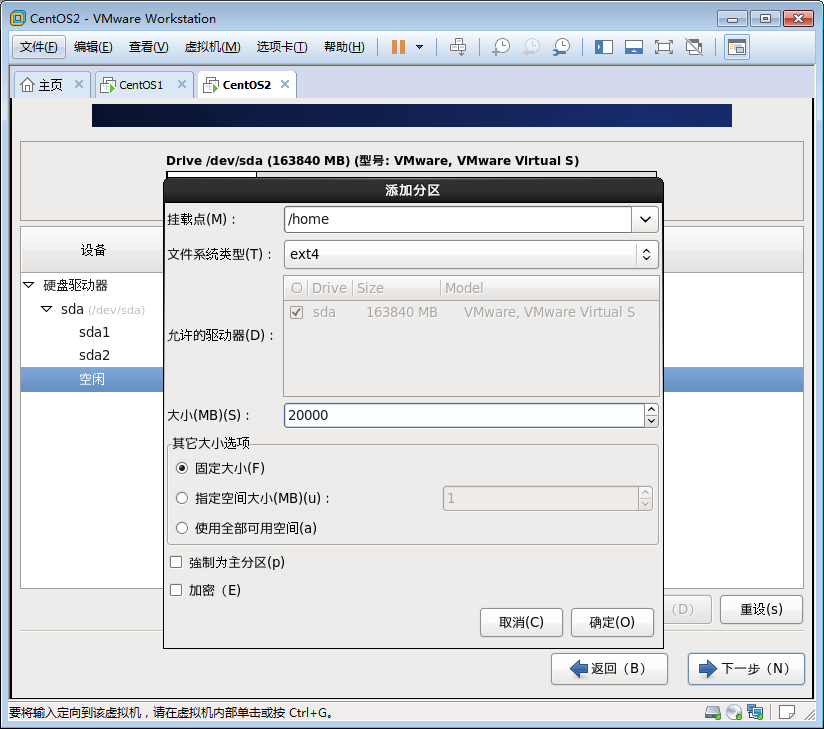 CentOS2 - VMware Workstation
文件(F) 编辑(E) 查看(V) 虚拟机(M) 选项卡(T) 帮助(H)
主页 CentOS1 CentOS2
Drive /dev/sda (163840 MB) (型号: VMware, VMware Virtual S)
添加分区
挂载点(M)： /home
文件系统类型(T)： ext4
Drive Size Model
sda 163840 MB VMware, VMware Virtual S
允许的驱动器(D)：
大小(MB)(S)： 20000
其它大小选项
固定大小(F)
指定空间大小(MB)(u)： 1
使用全部可用空间(a)
強制为主分区(p)
加密（E)
取消(C) 确定(O)
设备
硬盘驱动器
sda (/dev/sda)
sda1
sda2
空闲
(D) 重设(s)
返回（B） 下一步（N）
要将输入定向到该虚拟机，请在虚拟机内部单击或按 Ctrl+G。